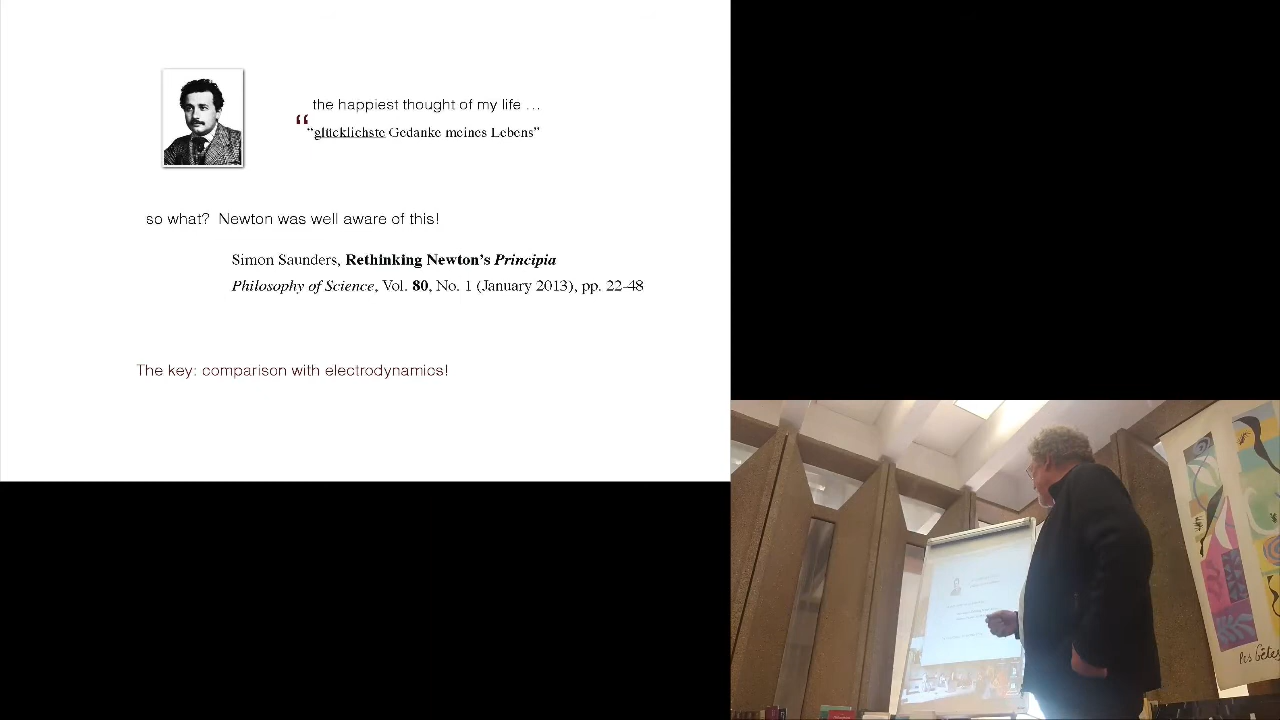 the happiest thought of my life …
“
“glücklichste Gedanke meines Lebens”
so what? Newton was well aware of this!
Simon Saunders, Rethinking Newton's Principia
Philosophy of Science, Vol. 80, No. 1 (January 2013), pp. 22–48
The key: comparison with electrodynamics!